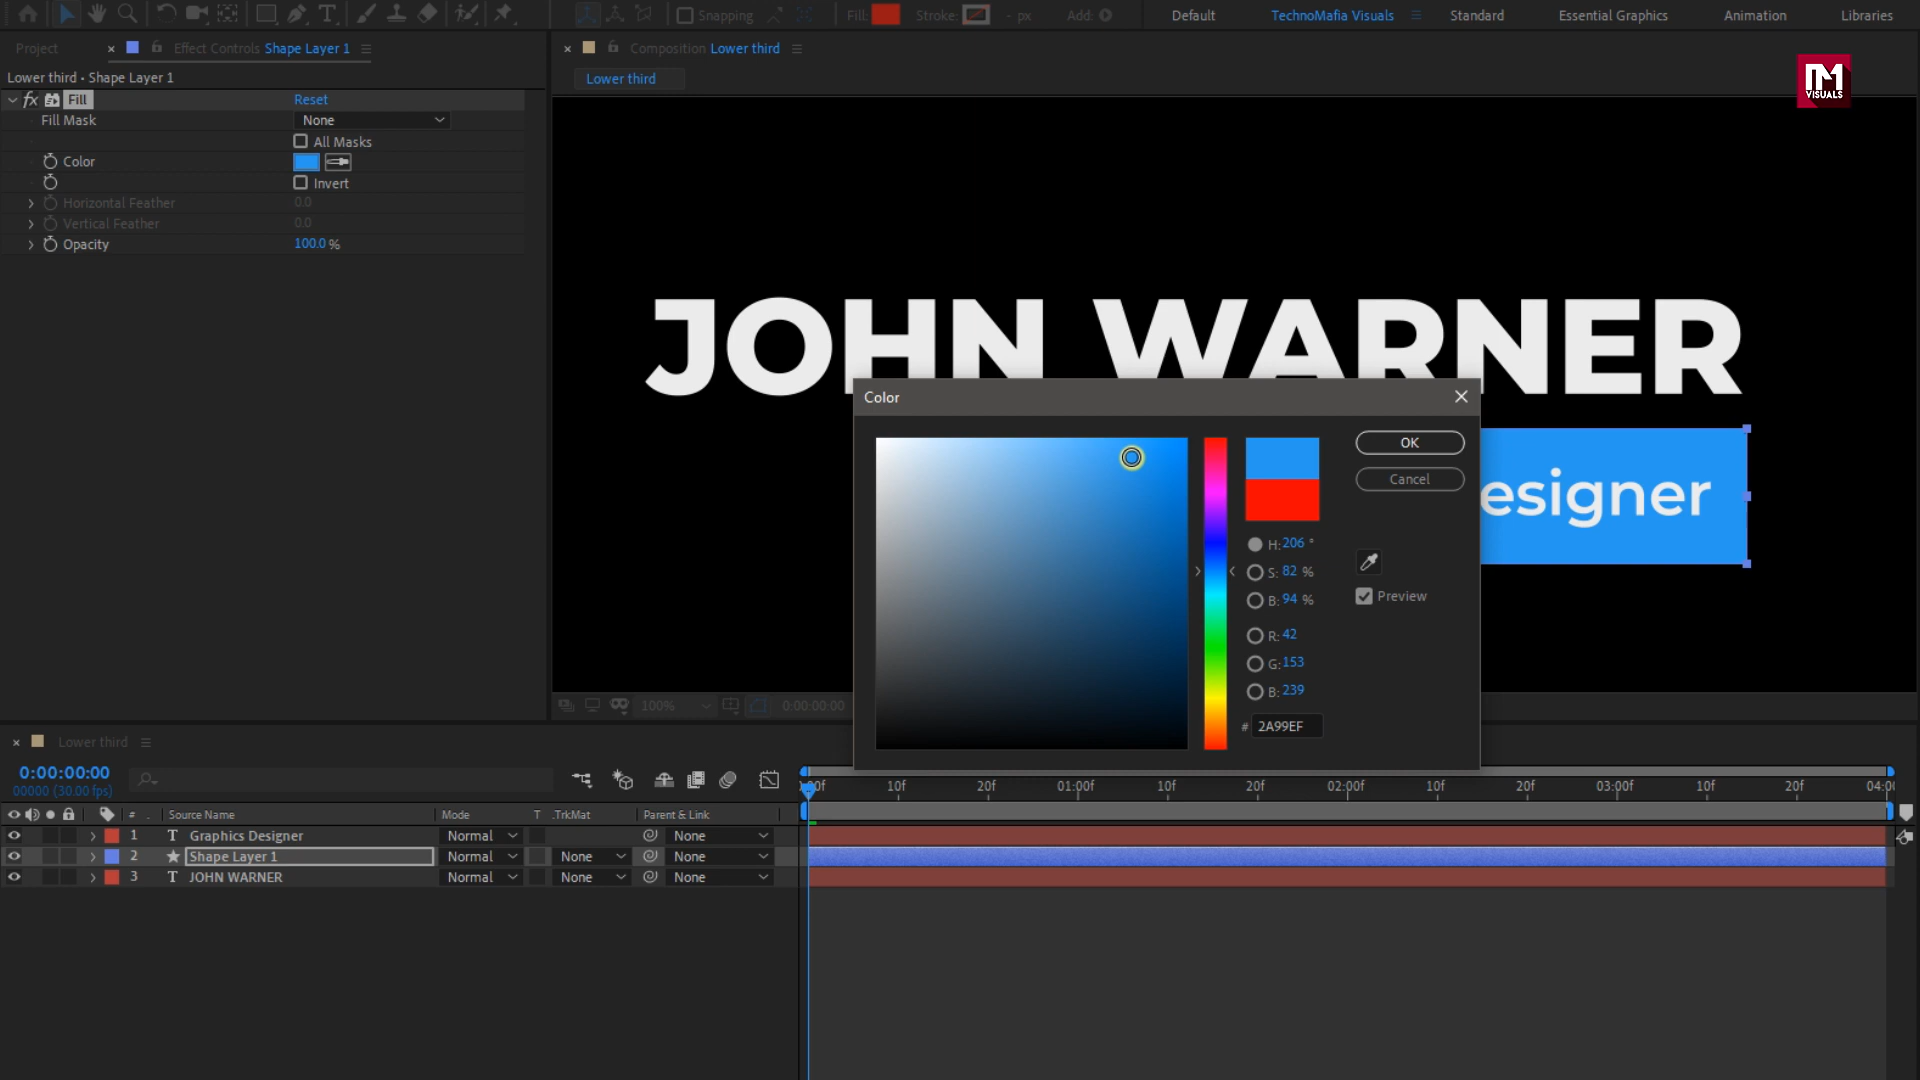 Snapping
Fill:
Stroke:
- px
Add:
Default
TechnoMafia Visuals
Standard
Essential Graphics
Animation
Libraries
Project
× Effect Controls Shape Layer 1
× Composition Lower third
Lower third • Shape Layer 1
Lower third
VISUALS
fx Fill Reset
Fill Mask None
All Masks
Color
Invert
Horizontal Feather 0.0
Vertical Feather 0.0
Opacity 100.0 %
JOHN WARNER
esigner
Color
OK
Cancel
H: 206 °
S: 82 %
B: 94 %
Preview
R: 42
G: 153
B: 239
# 2A99EF
100%
0:00:00:00
× Lower third
0:00:00:00
00000 (30.00 fps)
00f 10f 20f 01:00f 10f 20f 02:00f 10f 20f 03:00f 10f 20f 04:00
# Source Name Mode T .TrkMat Parent & Link
1 T Graphics Designer Normal None
2 Shape Layer 1 Normal None None
3 T JOHN WARNER Normal None None